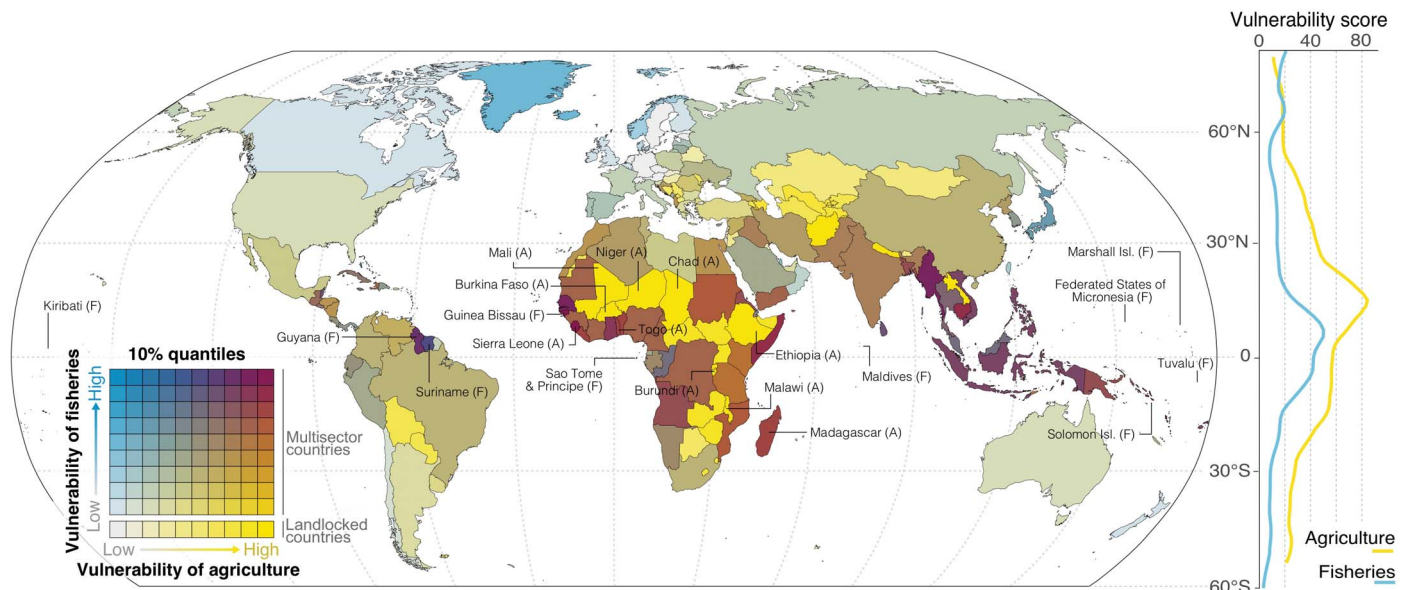 Vulnerability score
0 40 80
60°N
30°N
0
30°S
60°S
Agriculture
Fisheries
Mali (A)
Niger (A)
Chad (A)
Burkina Faso (A)
Guinea Bissau (F)
Togo (A)
Sierra Leone (A)
Sao Tome
& Principe (F)
Burundi (A)
Ethiopia (A)
Malawi (A)
Madagascar (A)
Maldives (F)
Marshall Isl. (F)
Federated States of
Micronesia (F)
Tuvalu (F)
Solomon Isl. (F)
Kiribati (F)
Guyana (F)
Suriname (F)
10% quantiles
Vulnerability of fisheries
Low
High
Multisector
countries
Landlocked
countries
Low
High
Vulnerability of agriculture